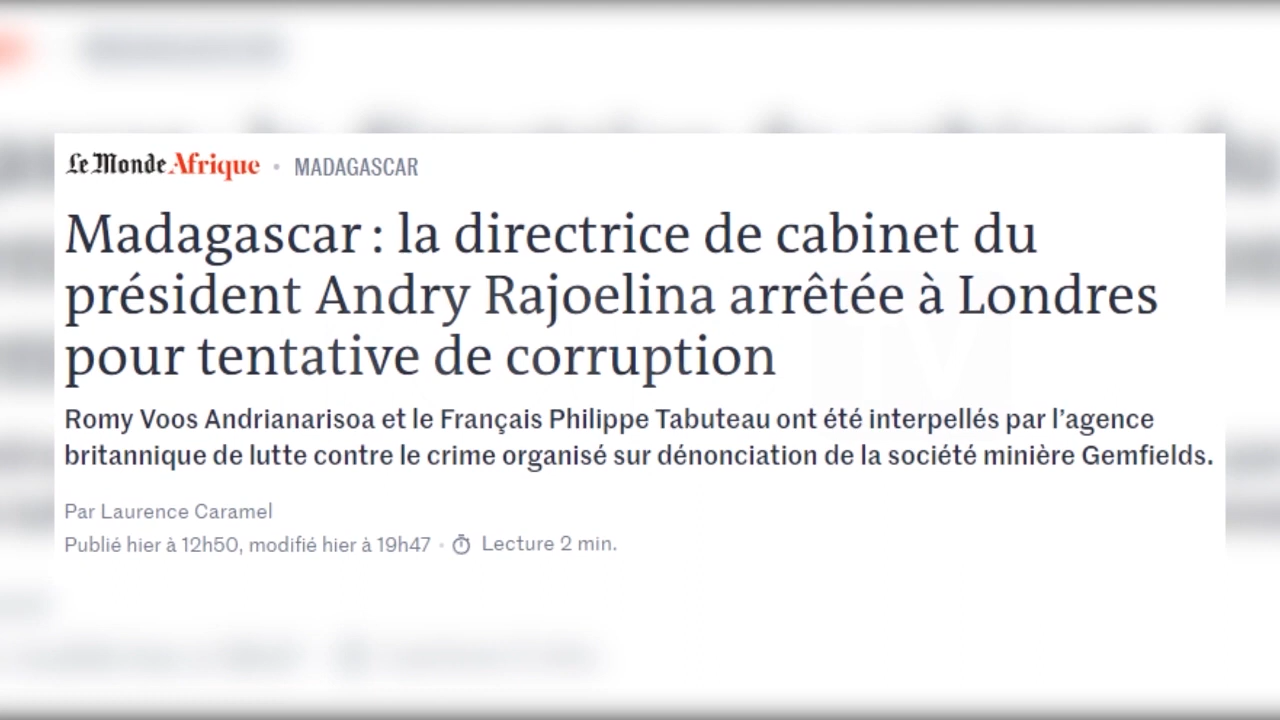 Le Monde Afrique • MADAGASCAR
Madagascar : la directrice de cabinet du
président Andry Rajoelina arrêtée à Londres
pour tentative de corruption
Romy Voos Andrianarisoa et le Français Philippe Tabuteau ont été interpellés par l’agence
britannique de lutte contre le crime organisé sur dénonciation de la société minière Gemfields.
Par Laurence Caramel
Publié hier à 12h50, modifié hier à 19h47 • Lecture 2 min.